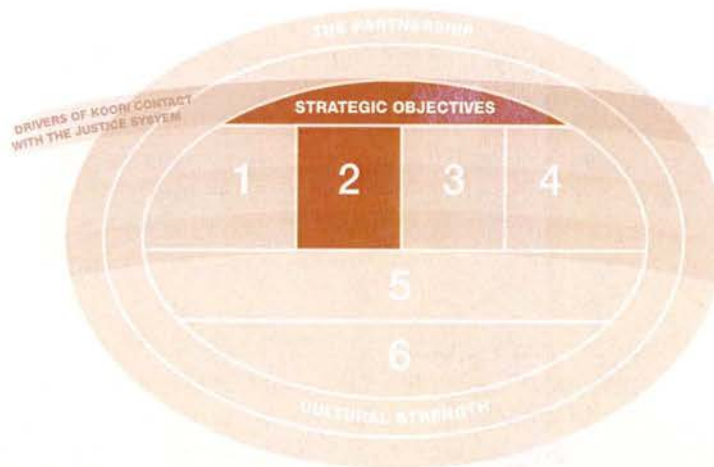 THE PARTNERSHIP
DRIVERS OF KOORI CONTACT
WITH THE JUSTICE SYSTEM
STRATEGIC OBJECTIVES
1 2 3 4
5
6
CULTURAL STRENGTH